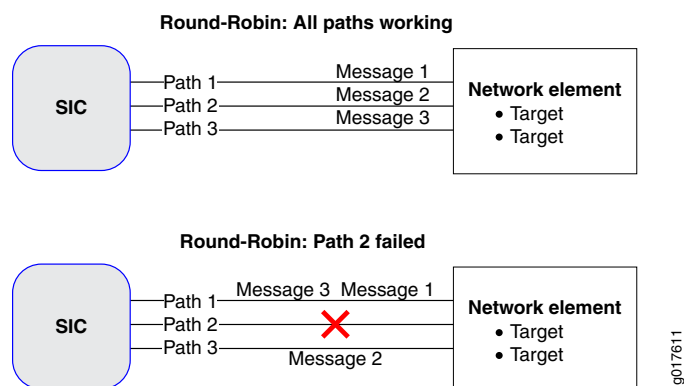 Round-Robin: All paths working
SIC
Path 1
Path 2
Path 3
Message 1
Message 2
Message 3
Network element
• Target
• Target
Round-Robin: Path 2 failed
SIC
Path 1
Path 2
Path 3
Message 3 Message 1
Message 2
Network element
• Target
• Target
g017611